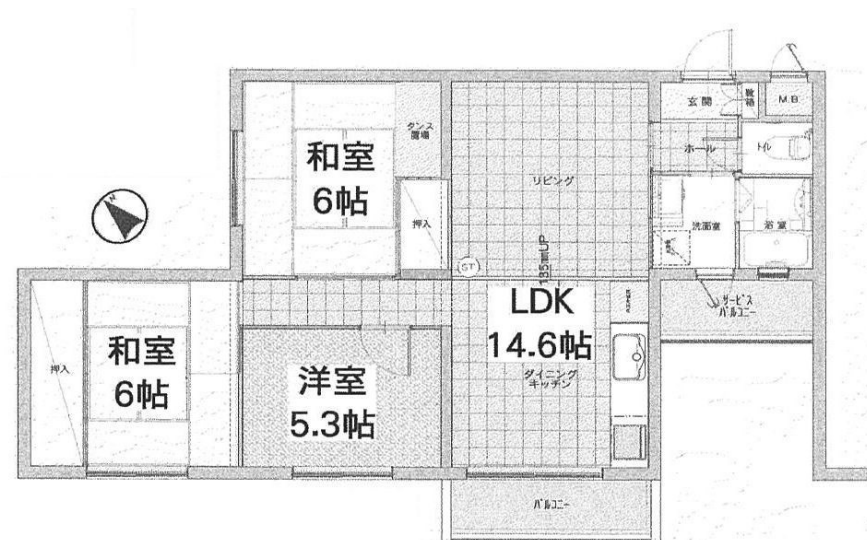 玄関
靴箱
M.B
和室
6帖
タンス
置場
ホール
トイレ
リビング
押入
洗面室
浴室
ST
135㎜UP
LDK
14.6帖
サービス
バルコニー
押入
和室
6帖
洋室
5.3帖
ダイニング
キッチン
バルコニー
N